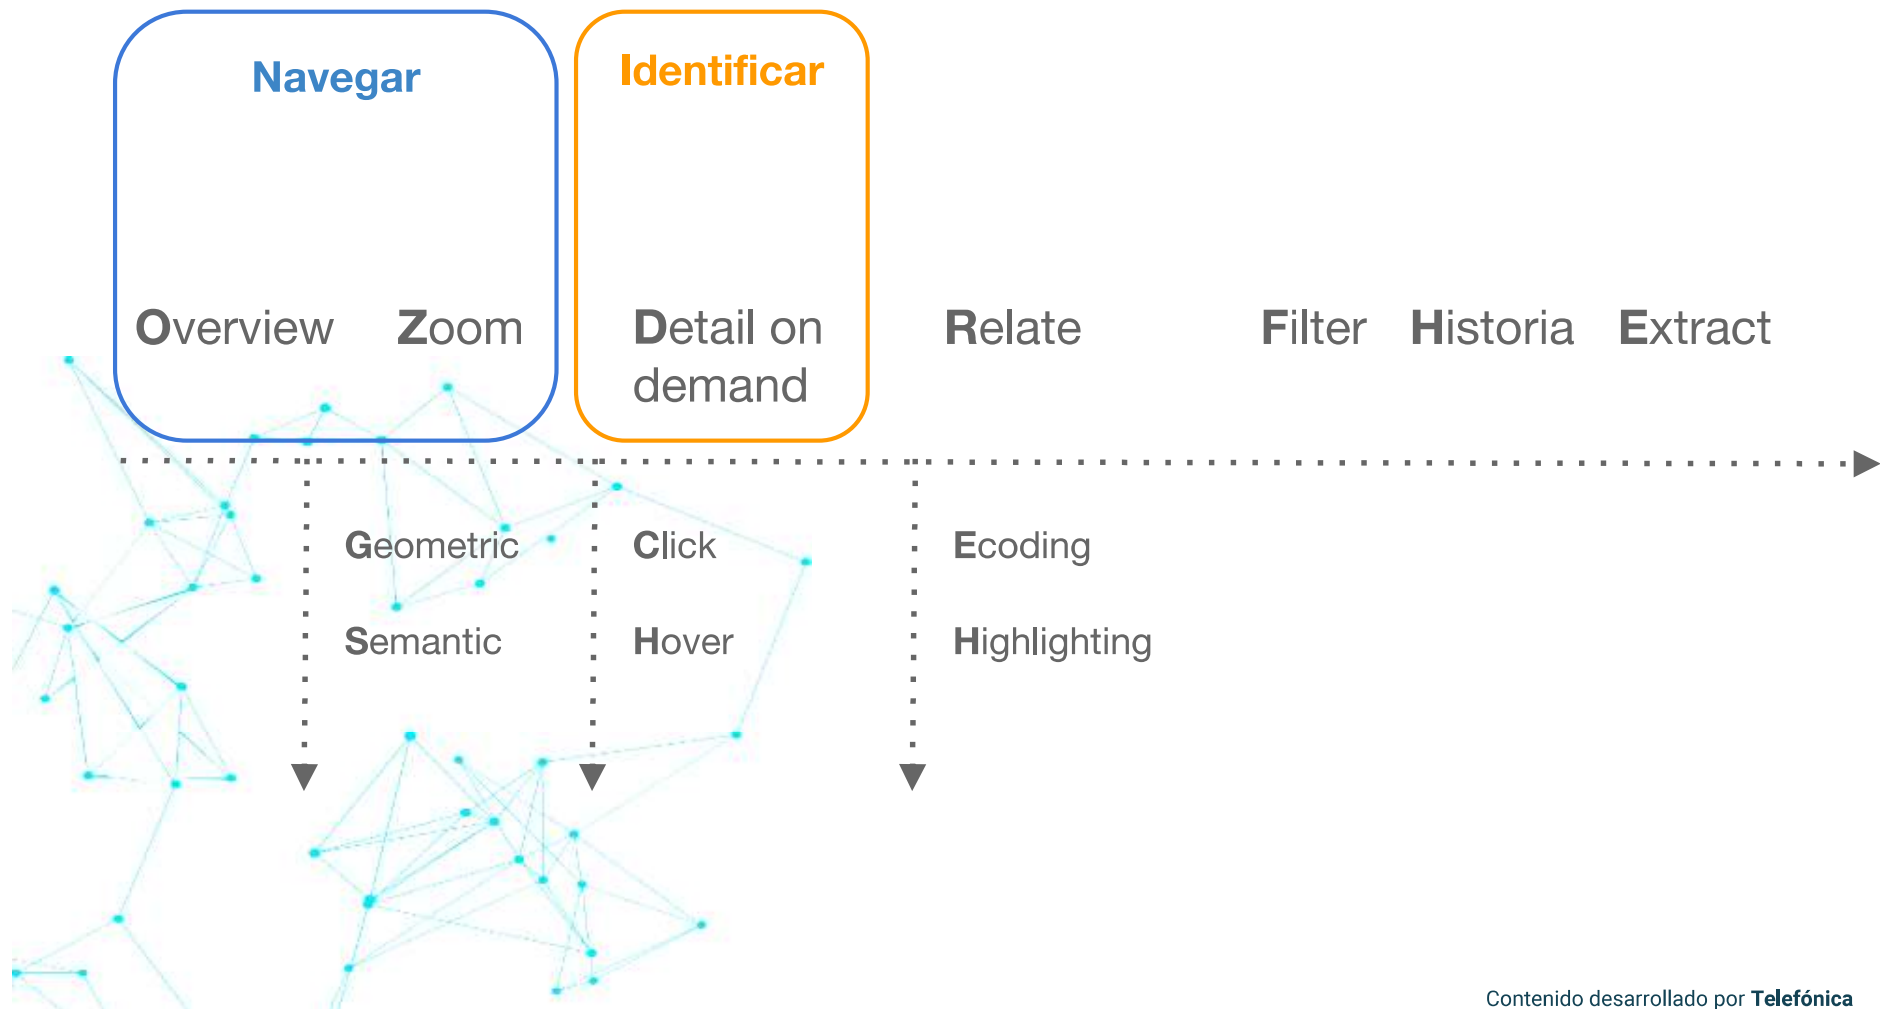 Navegar
Identificar
Overview Zoom Detail on Relate Filter Historia Extract
demand
Geometric Click Ecoding
Semantic Hover Highlighting
Contenido desarrollado por Telefónica